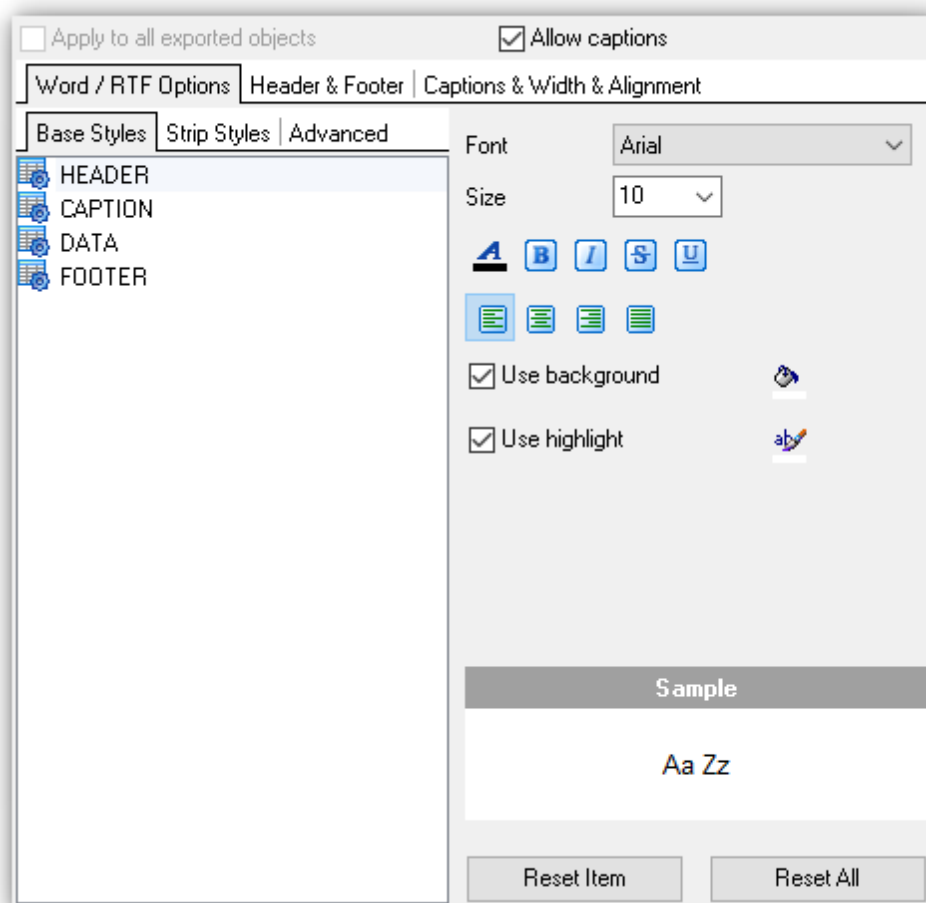 Apply to all exported objects
Allow captions
Word / RTF Options
Header & Footer
Captions & Width & Alignment
Base Styles
Strip Styles
Advanced
HEADER
CAPTION
DATA
FOOTER
Font
Arial
Size
10
A
B
I
S
U
Use background
Use highlight
ab
Sample
Aa Zz
Reset Item
Reset All